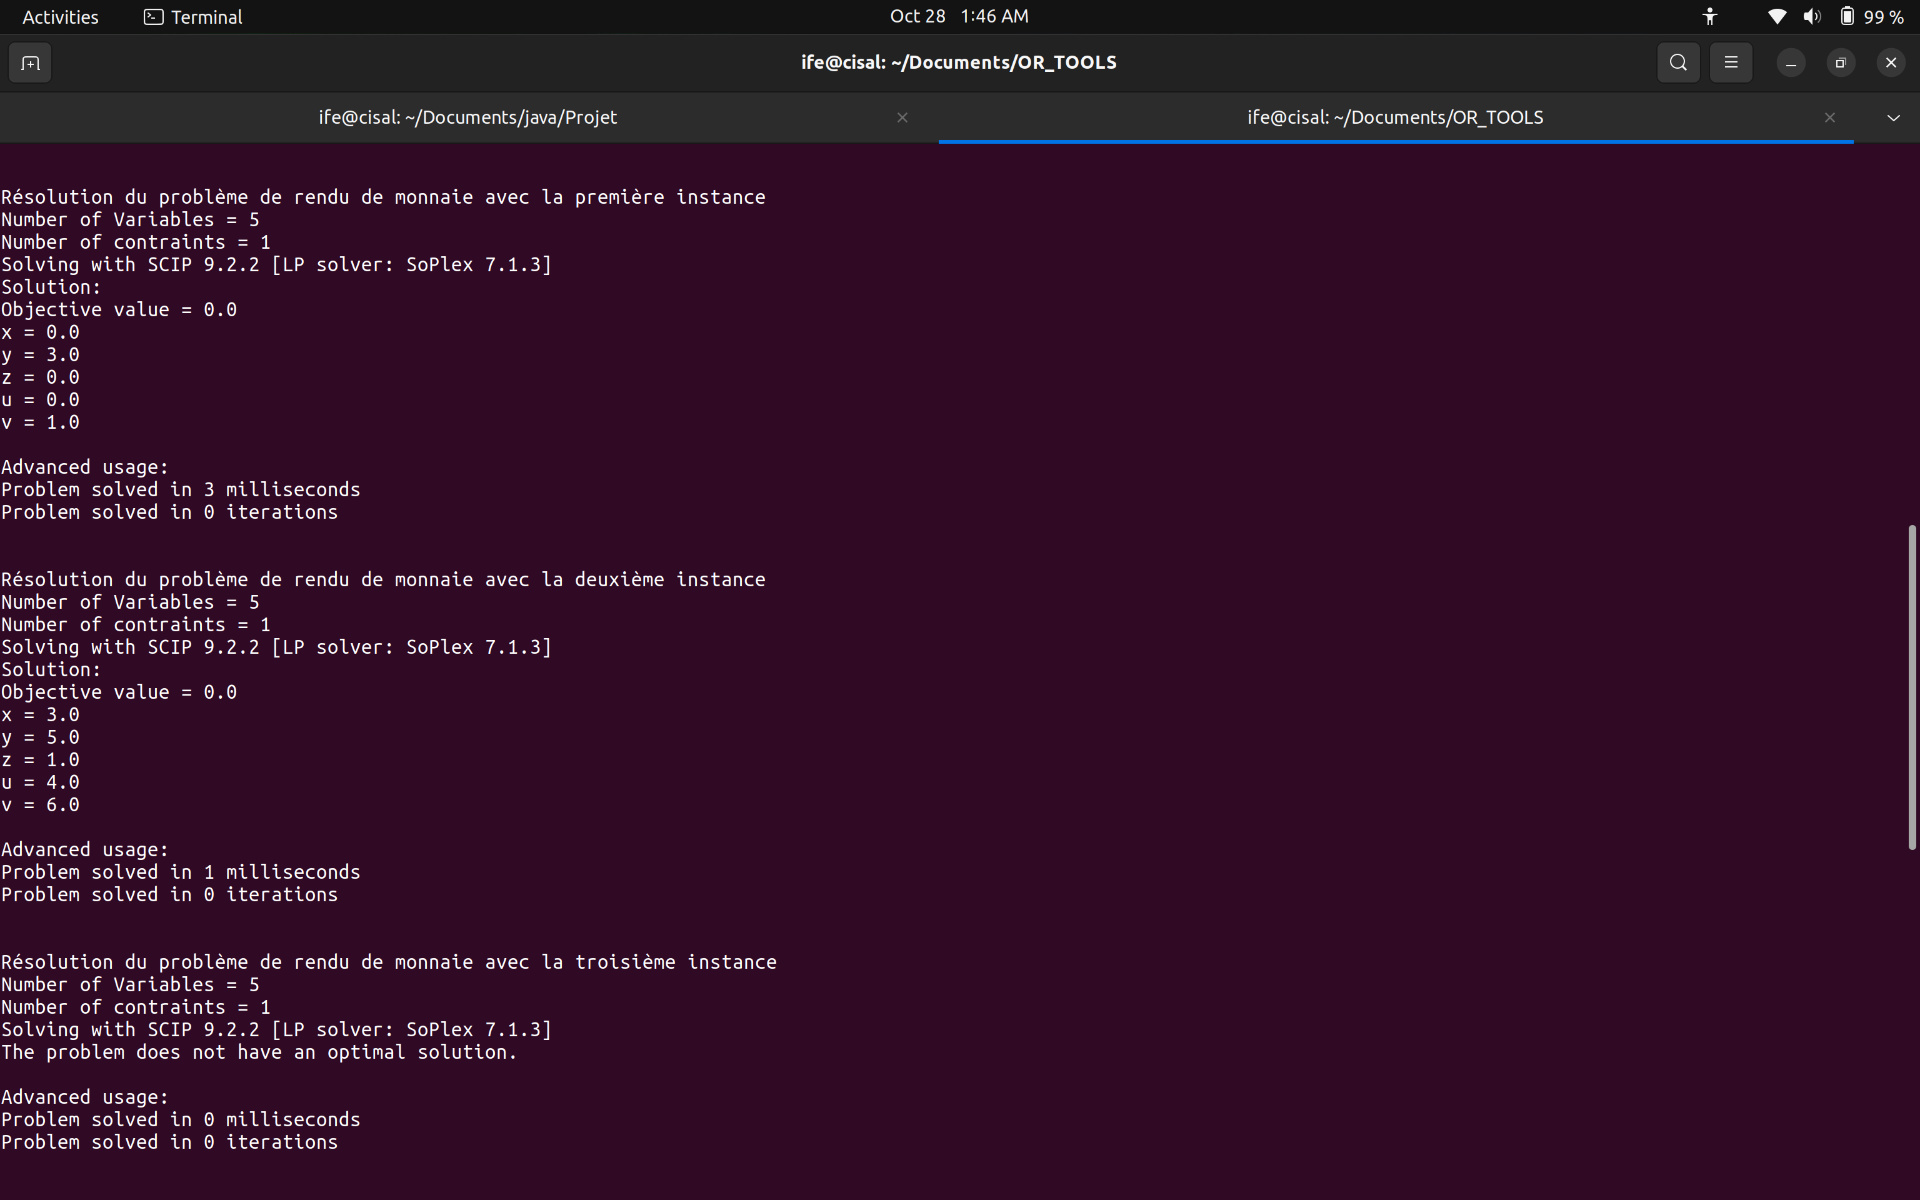 Activities Terminal Oct 28 1:46 AM 99 %
ife@cisal: ~/Documents/OR_TOOLS
ife@cisal: ~/Documents/java/Projet ife@cisal: ~/Documents/OR_TOOLS
Résolution du problème de rendu de monnaie avec la première instance
Number of Variables = 5
Number of contraints = 1
Solving with SCIP 9.2.2 [LP solver: SoPlex 7.1.3]
Solution:
Objective value = 0.0
x = 0.0
y = 3.0
z = 0.0
u = 0.0
v = 1.0
Advanced usage:
Problem solved in 3 milliseconds
Problem solved in 0 iterations
Résolution du problème de rendu de monnaie avec la deuxième instance
Number of Variables = 5
Number of contraints = 1
Solving with SCIP 9.2.2 [LP solver: SoPlex 7.1.3]
Solution:
Objective value = 0.0
x = 3.0
y = 5.0
z = 1.0
u = 4.0
v = 6.0
Advanced usage:
Problem solved in 1 milliseconds
Problem solved in 0 iterations
Résolution du problème de rendu de monnaie avec la troisième instance
Number of Variables = 5
Number of contraints = 1
Solving with SCIP 9.2.2 [LP solver: SoPlex 7.1.3]
The problem does not have an optimal solution.
Advanced usage:
Problem solved in 0 milliseconds
Problem solved in 0 iterations